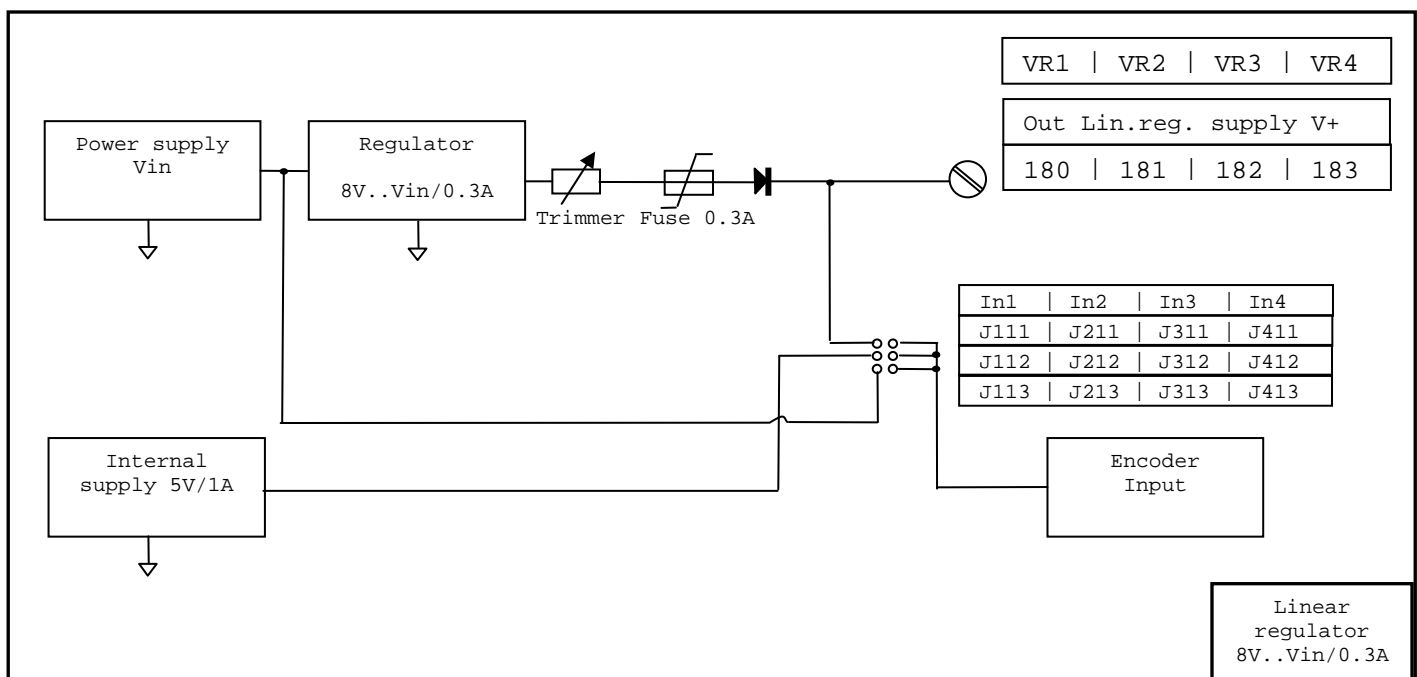 VR1 | VR2 | VR3 | VR4
Out Lin.reg. supply V+
180 | 181 | 182 | 183
Power supply
Vin
Regulator
8V..Vin/0.3A
Trimmer Fuse 0.3A
In1 | In2 | In3 | In4
J111 | J211 | J311 | J411
J112 | J212 | J312 | J412
J113 | J213 | J313 | J413
Internal
supply 5V/1A
Encoder
Input
Linear
regulator
8V..Vin/0.3A